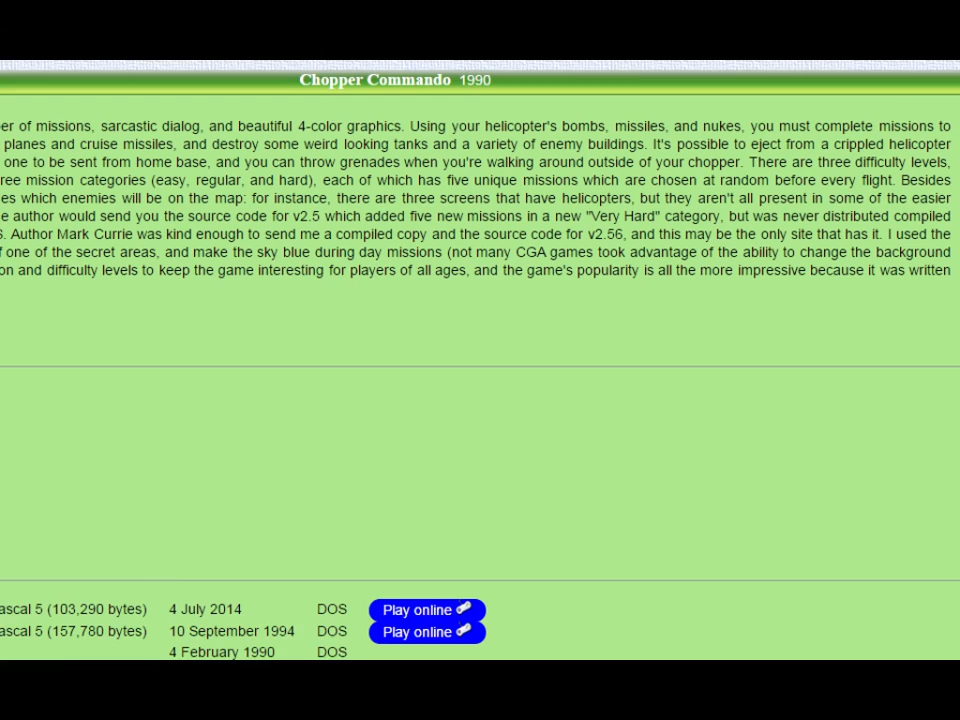 Chopper Commando 1990
er of missions, sarcastic dialog, and beautiful 4-color graphics. Using your helicopter's bombs, missiles, and nukes, you must complete missions to
planes and cruise missiles, and destroy some weird looking tanks and a variety of enemy buildings. It's possible to eject from a crippled helicopter
one to be sent from home base, and you can throw grenades when you're walking around outside of your chopper. There are three difficulty levels,
ree mission categories (easy, regular, and hard), each of which has five unique missions which are chosen at random before every flight. Besides
es which enemies will be on the map: for instance, there are three screens that have helicopters, but they aren't all present in some of the easier
e author would send you the source code for v2.5 which added five new missions in a new "Very Hard" category, but was never distributed compiled
S. Author Mark Currie was kind enough to send me a compiled copy and the source code for v2.56, and this may be the only site that has it. I used the
f one of the secret areas, and make the sky blue during day missions (not many CGA games took advantage of the ability to change the background
on and difficulty levels to keep the game interesting for players of all ages, and the game's popularity is all the more impressive because it was written
ascal 5 (103,290 bytes) 4 July 2014 DOS Play online
ascal 5 (157,780 bytes) 10 September 1994 DOS Play online
4 February 1990 DOS